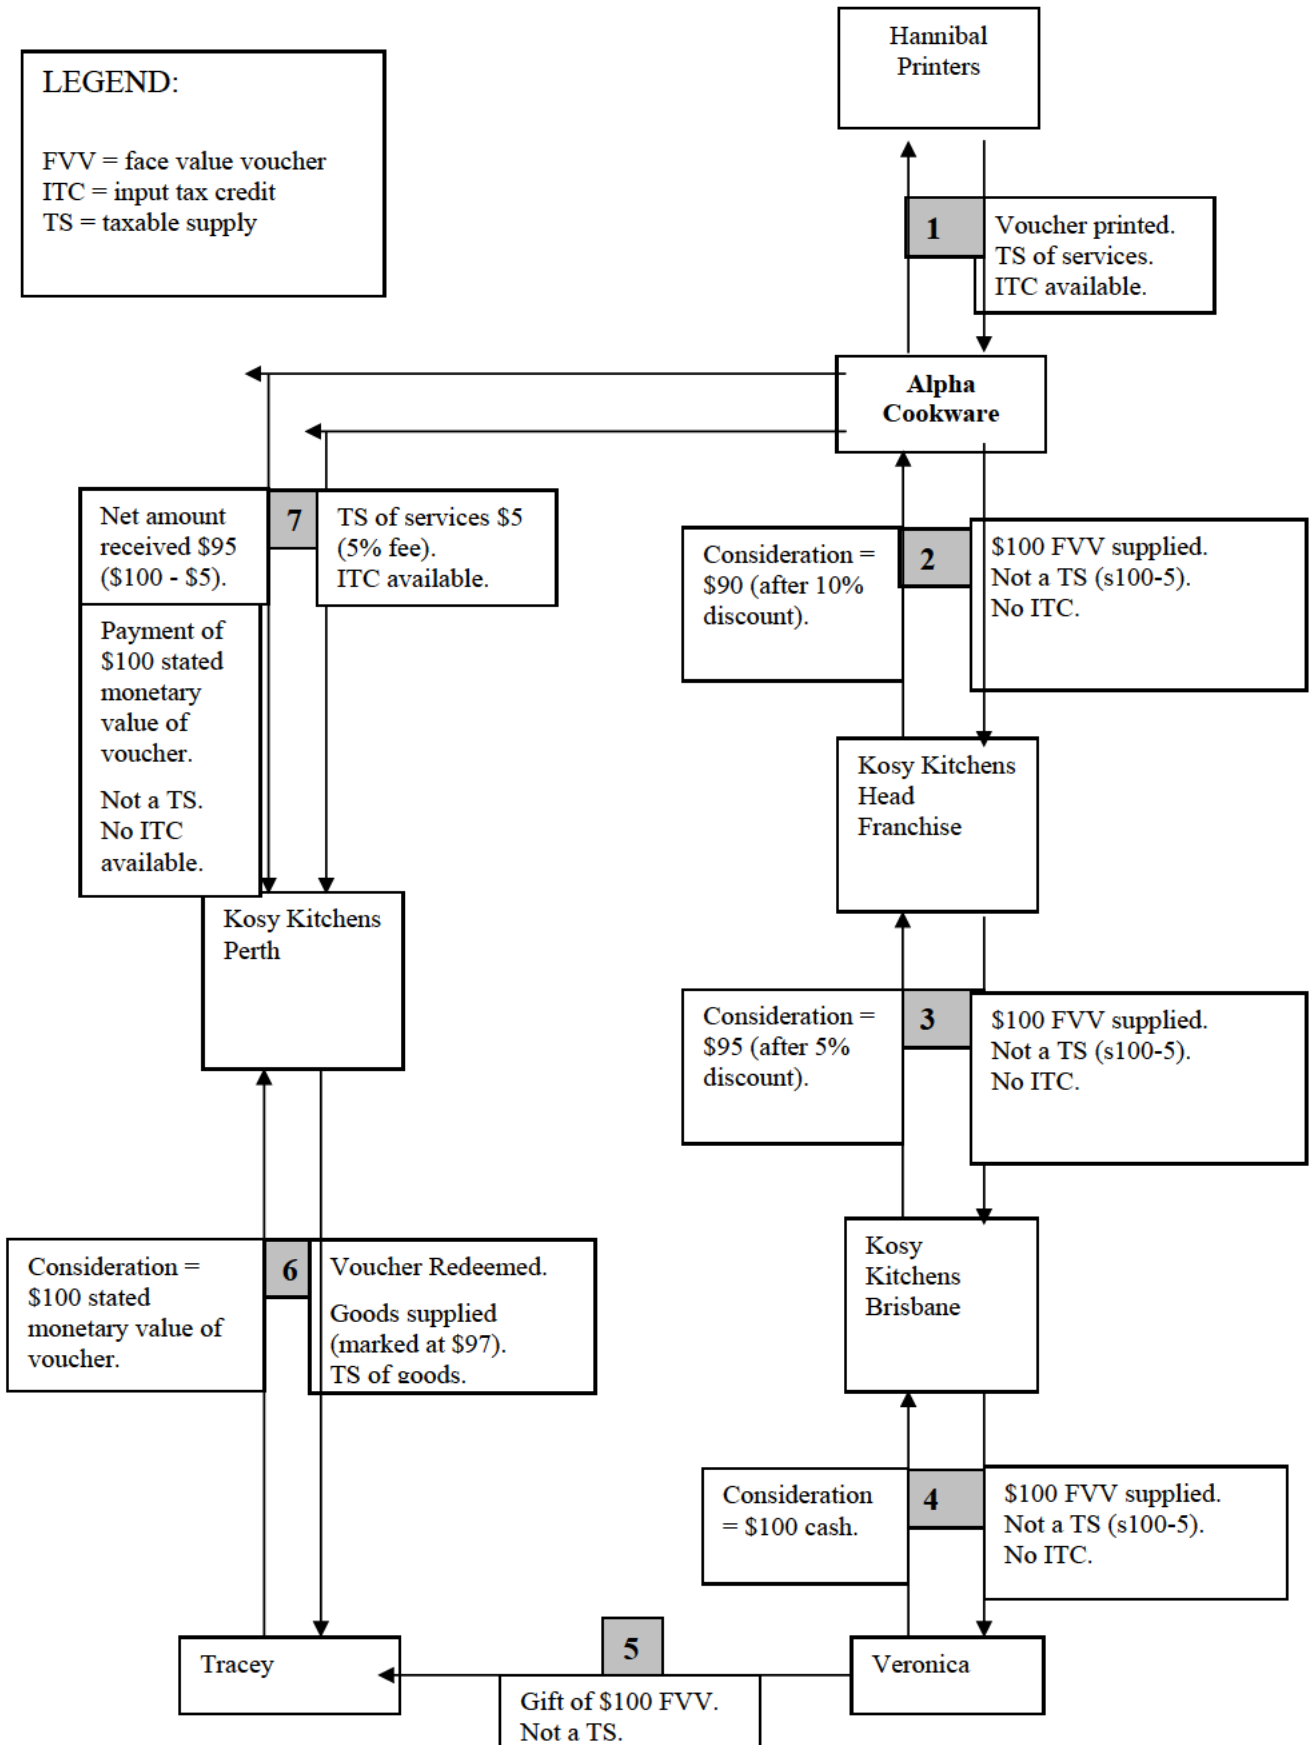 Hannibal
Printers
LEGEND:
FVV = face value voucher
ITC = input tax credit
TS = taxable supply
1
Voucher printed.
TS of services.
ITC available.
Alpha
Cookware
Net amount
received $95
($100 - $5).
7
TS of services $5
(5% fee).
ITC available.
Payment of
$100 stated
monetary
value of
voucher.
Not a TS.
No ITC
available.
Consideration =
$90 (after 10%
discount).
2
$100 FVV supplied.
Not a TS (s100-5).
No ITC.
Kosy Kitchens
Head
Franchise
Kosy Kitchens
Perth
Consideration =
$95 (after 5%
discount).
3
$100 FVV supplied.
Not a TS (s100-5).
No ITC.
Kosy
Kitchens
Brisbane
Consideration =
$100 stated
monetary value of
voucher.
6
Voucher Redeemed.
Goods supplied
(marked at $97).
TS of goods.
Consideration
= $100 cash.
4
$100 FVV supplied.
Not a TS (s100-5).
No ITC.
Tracey
5
Veronica
Gift of $100 FVV.
Not a TS.